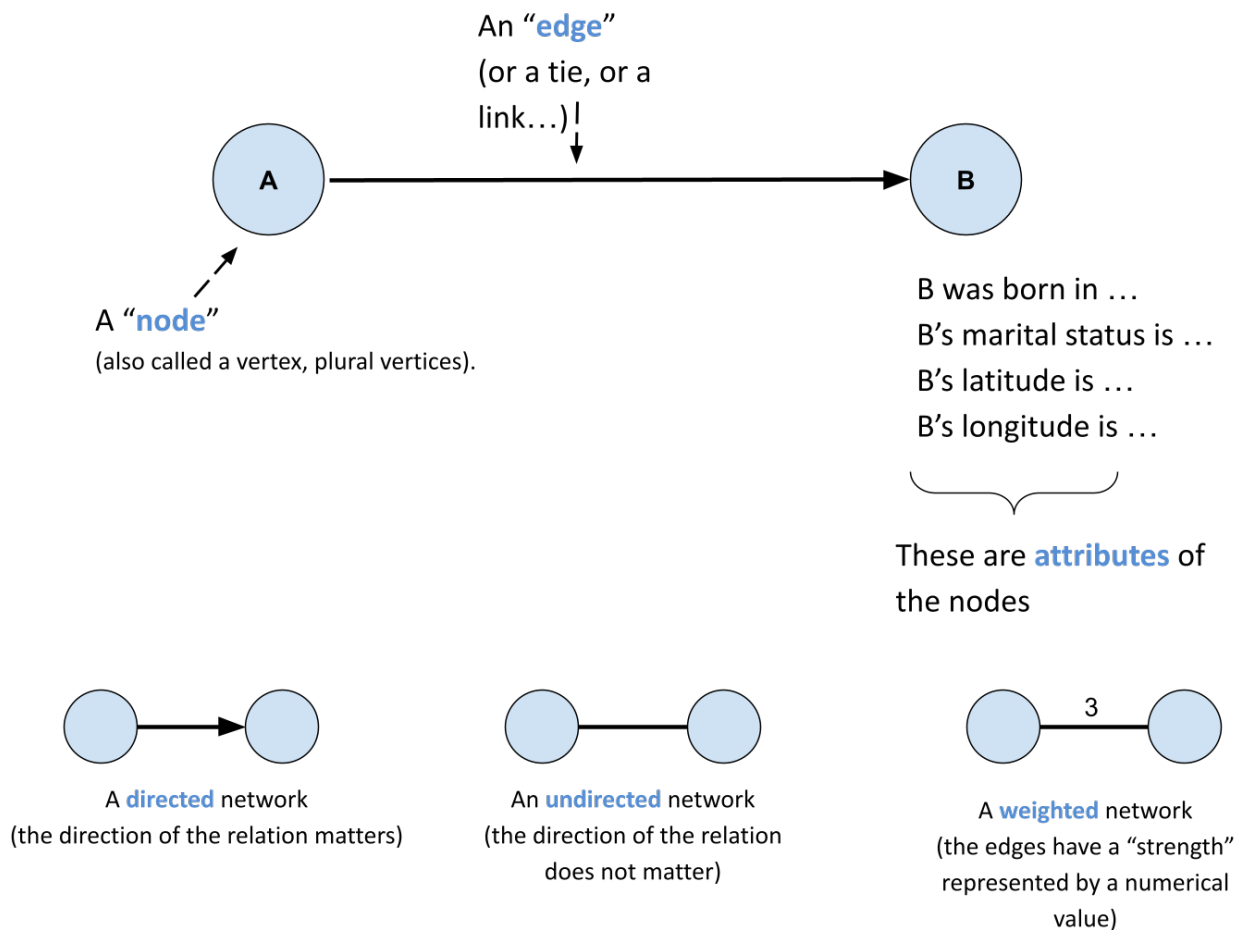 An “edge”
(or a tie, or a
link…)
A
B
A “node”
(also called a vertex, plural vertices).
B was born in …
B’s marital status is …
B’s latitude is …
B’s longitude is …
These are attributes of
the nodes
A directed network
(the direction of the relation matters)
An undirected network
(the direction of the relation
does not matter)
3
A weighted network
(the edges have a “strength”
represented by a numerical
value)